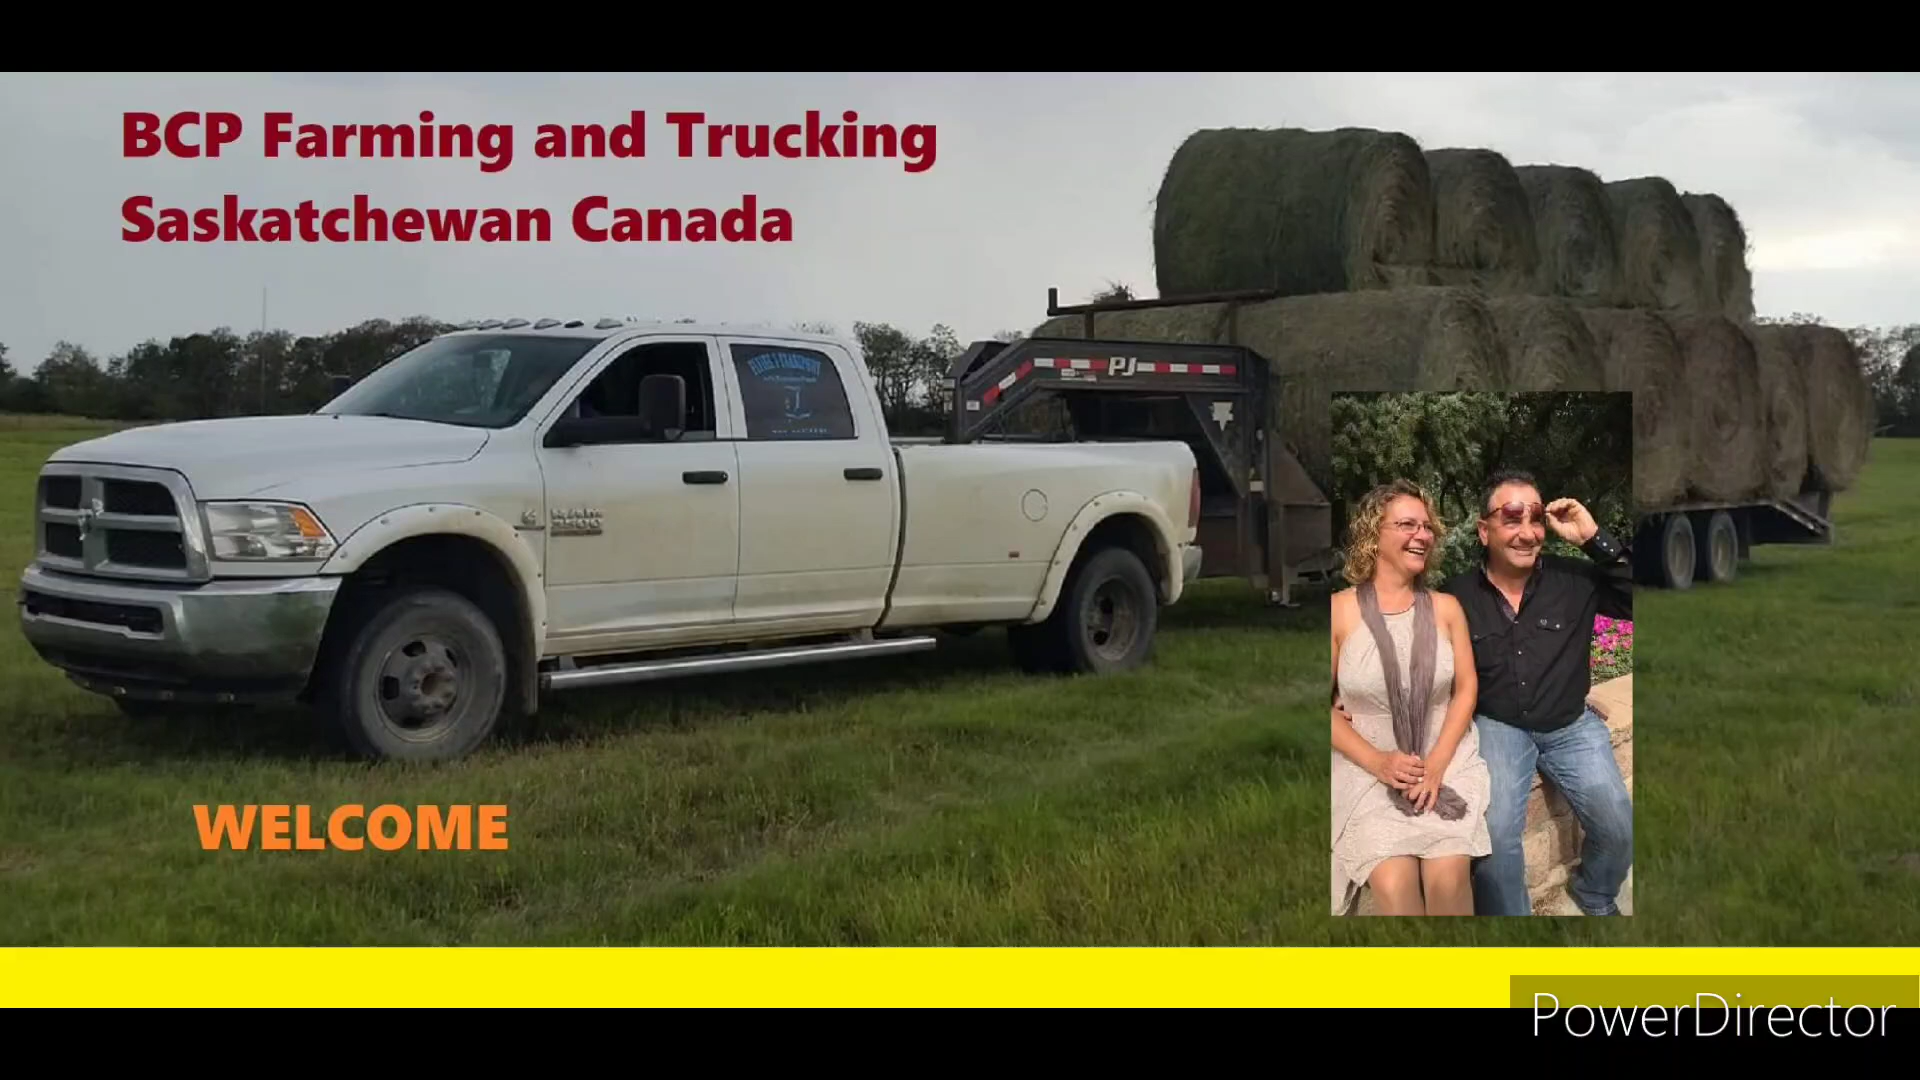 BCP Farming and Trucking
Saskatchewan Canada
PJ
WELCOME
PowerDirector